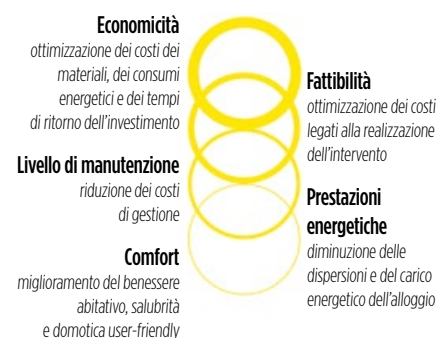 Economicità
ottimizzazione dei costi dei
materiali, dei consumi
energetici e dei tempi
di ritorno dell'investimento
Fattibilità
ottimizzazione dei costi
legati alla realizzazione
dell'intervento
Livello di manutenzione
riduzione dei costi
di gestione
Prestazioni
energetiche
diminuzione delle
dispersioni e del carico
energetico dell'alloggio
Comfort
miglioramento del benessere
abitativo, salubrità
e domotica user-friendly